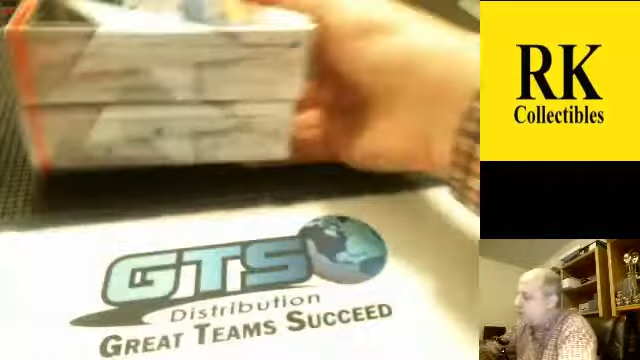 RK
Collectibles
GTS
Distribution
GREAT TEAMS SUCCEED